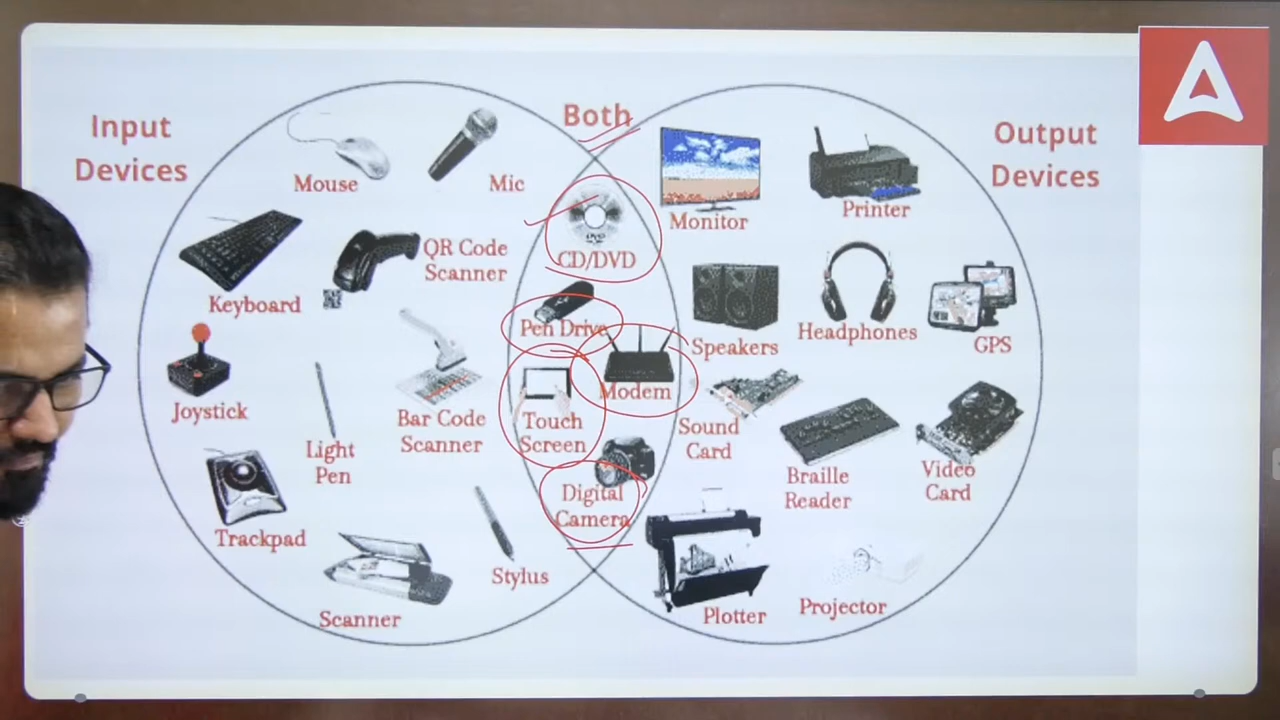 Input
Devices
Both
Output
Devices
Mouse
Mic
Monitor
Printer
QR Code
Scanner
CD/DVD
DVD
Keyboard
Pen Drive
Speakers
Headphones
GPS
Joystick
Bar Code
Scanner
Light
Pen
Touch
Screen
Modem
Sound
Card
Braille
Reader
Video
Card
Trackpad
Digital
Camera
Scanner
Stylus
Plotter
Projector